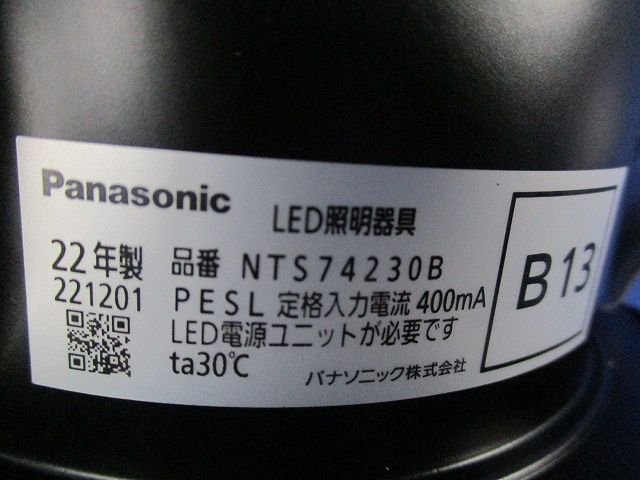 Panasonic
LED照明器具
22年製 品番 NTS74230B
221201 PESL 定格入力電流 400mA
LED電源ユニットが必要です
ta30℃
パナソニック株式会社
B 13